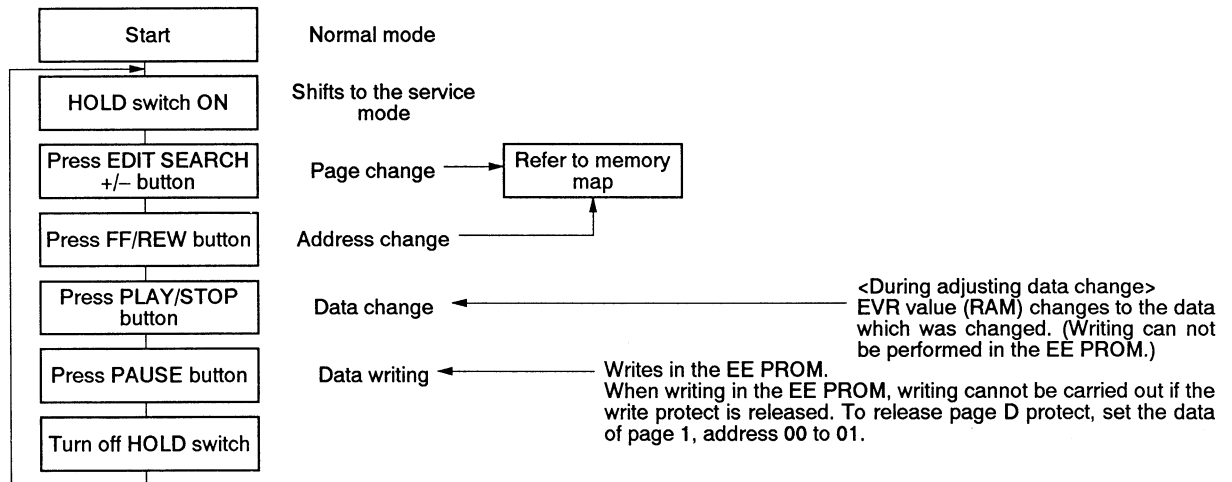 Start
Normal mode
HOLD switch ON
Shifts to the service
mode
Press EDIT SEARCH
+/− button
Page change
Refer to memory
map
Press FF/REW button
Address change
Press PLAY/STOP
button
Data change
<During adjusting data change>
EVR value (RAM) changes to the data
which was changed. (Writing can not
be performed in the EE PROM.)
Press PAUSE button
Data writing
Writes in the EE PROM.
When writing in the EE PROM, writing cannot be carried out if the
write protect is released. To release page D protect, set the data
of page 1, address 00 to 01.
Turn off HOLD switch